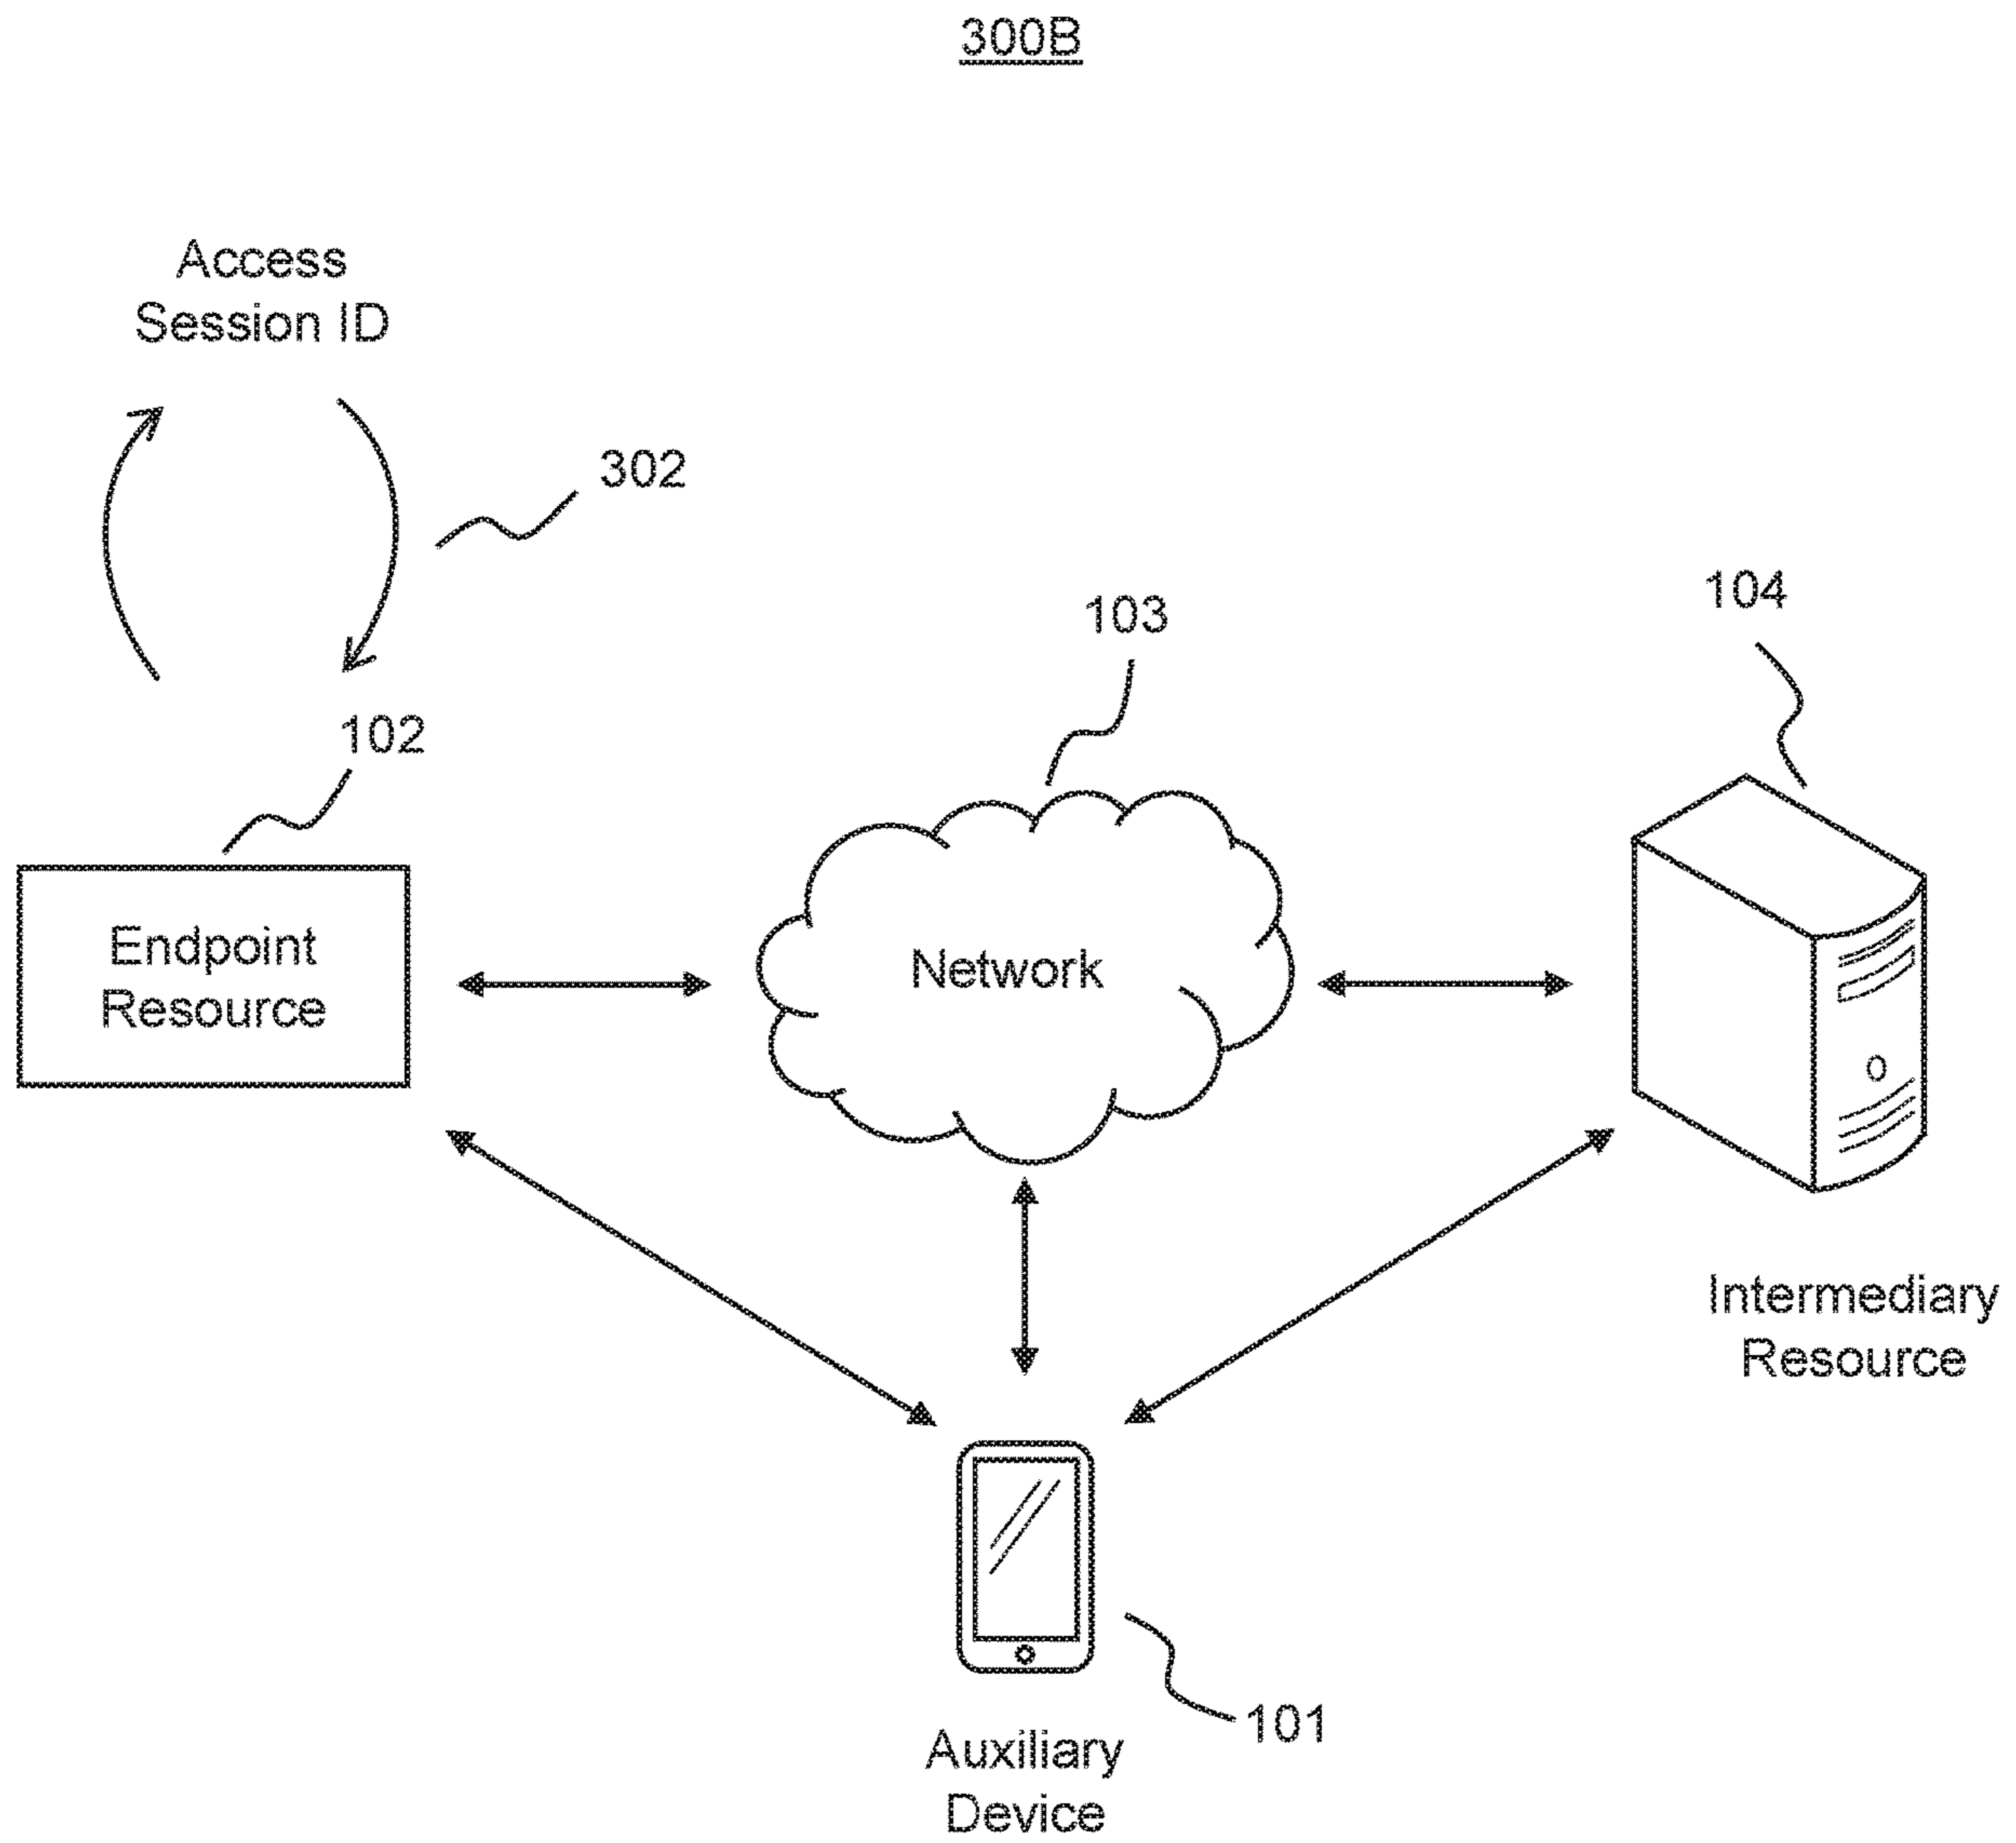 300B
Access
Session ID
302
103
104
102
Endpoint
Resource
Network
Intermediary
Resource
101
Auxiliary
Device